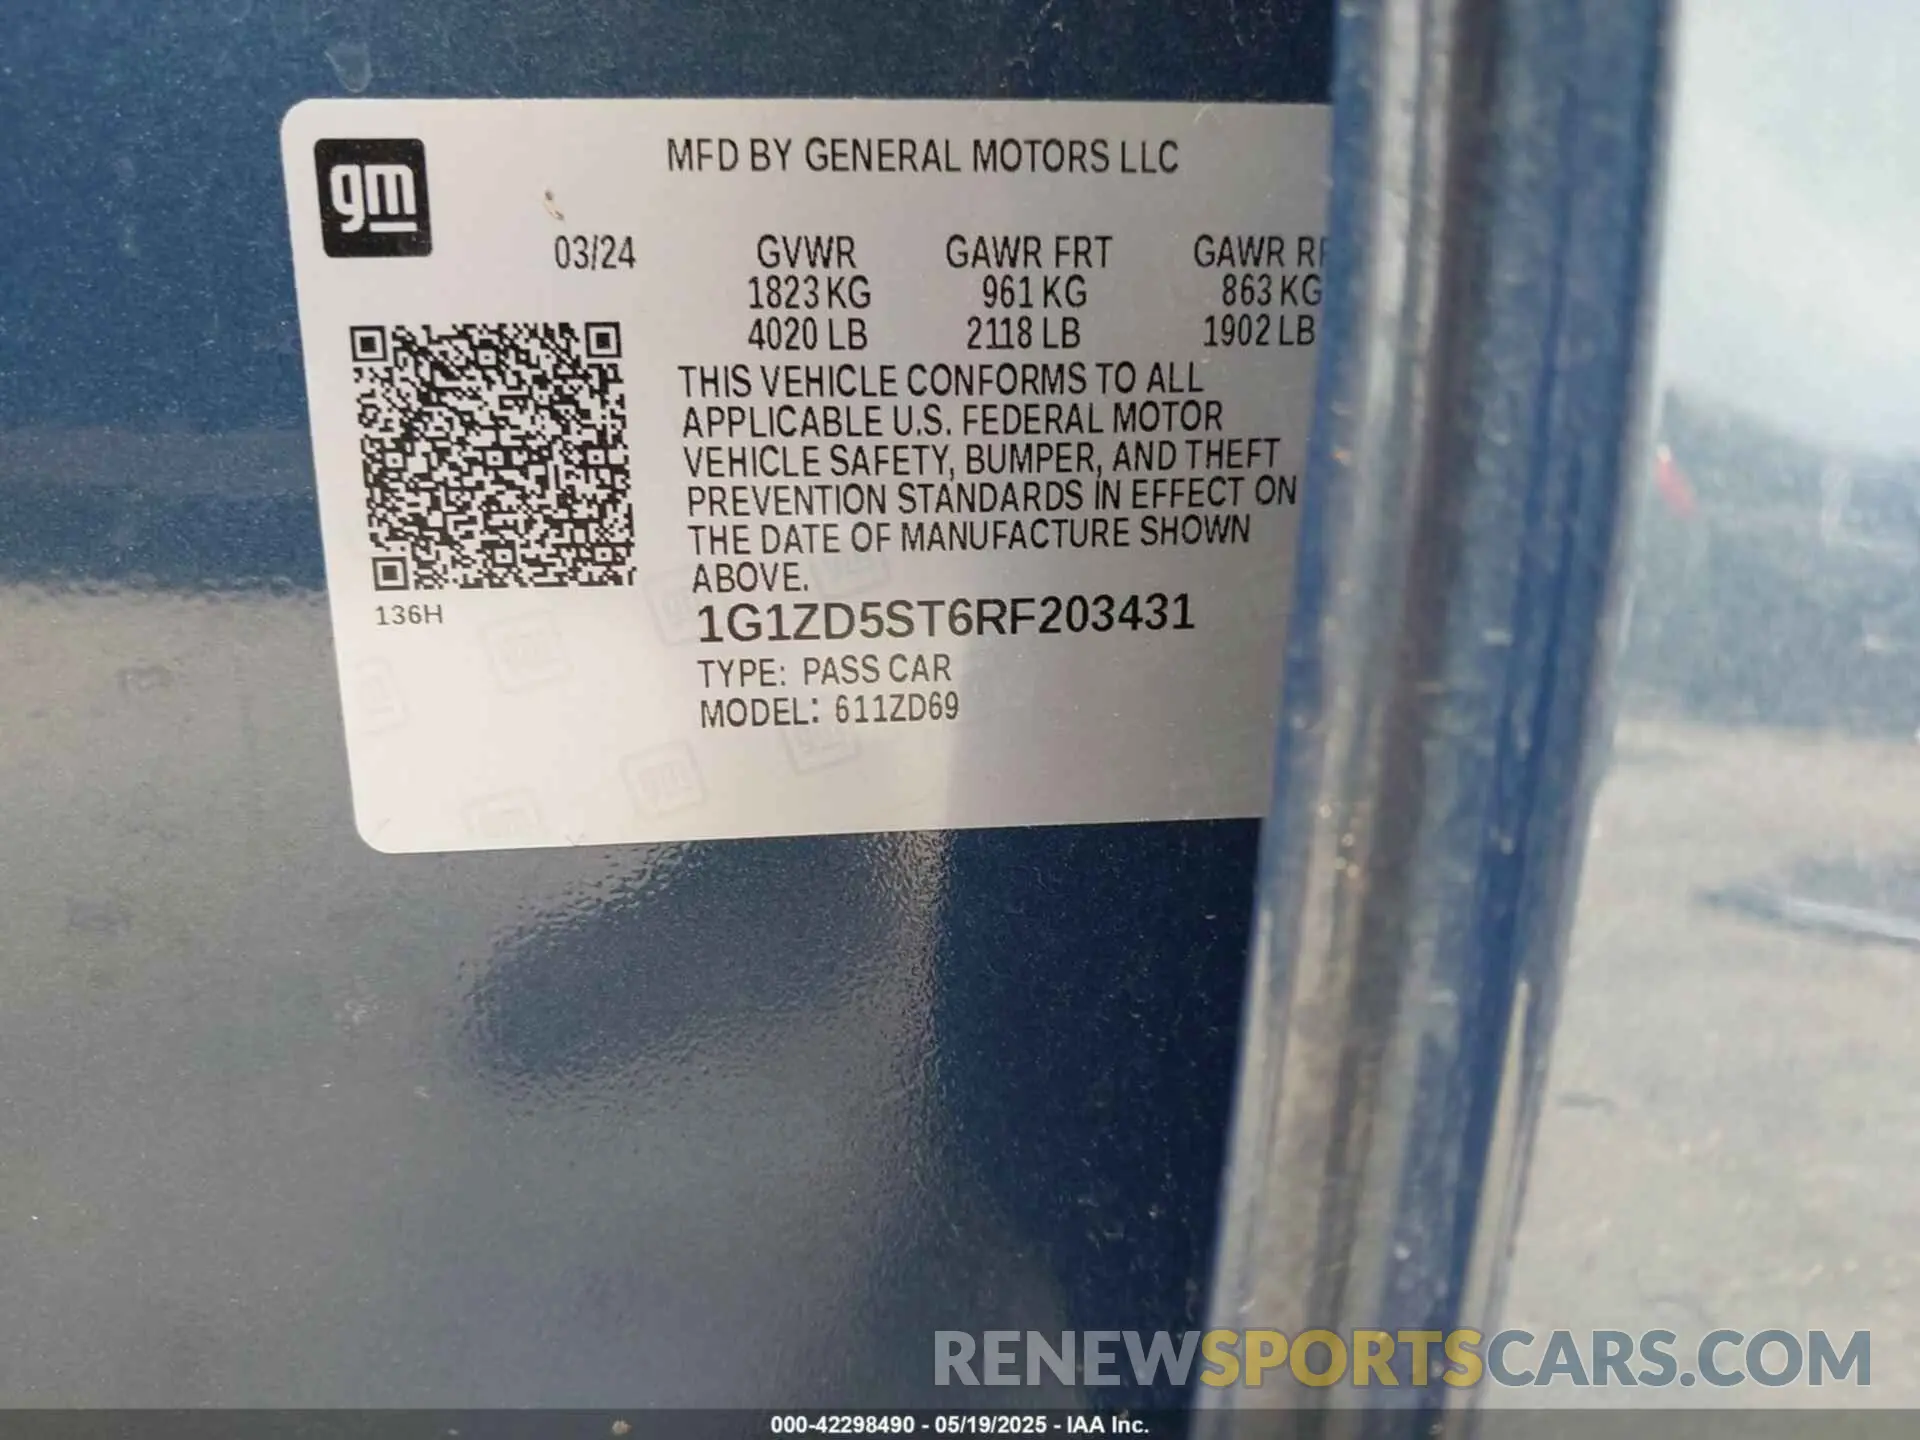 gm
MFD BY GENERAL MOTORS LLC
03/24 GVWR GAWR FRT GAWR
1823 KG 961 KG 863 KG
4020 LB 2118 LB 1902 LB
THIS VEHICLE CONFORMS TO ALL
APPLICABLE U.S. FEDERAL MOTOR
VEHICLE SAFETY, BUMPER, AND THEFT
PREVENTION STANDARDS IN EFFECT ON
THE DATE OF MANUFACTURE SHOWN
ABOVE.
136H
1G1ZD5ST6RF203431
TYPE: PASS CAR
MODEL: 611ZD69
RENEWSPORTSCARS.COM
000-42298490 - 05/19/2025 - IAA Inc.